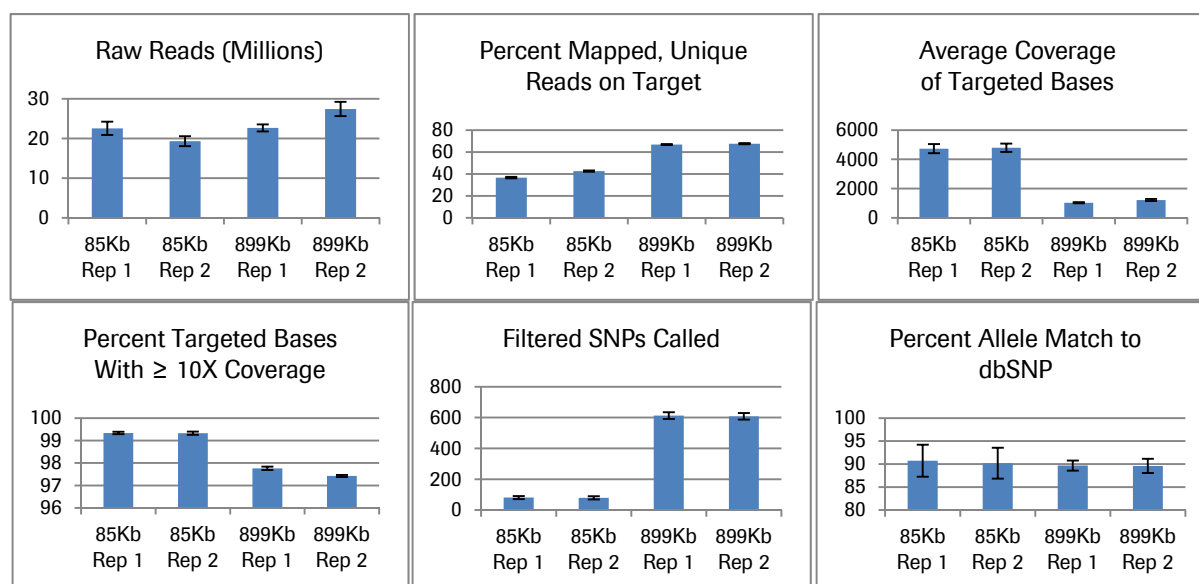 Raw Reads (Millions)
30
20
10
0
85Kb 85Kb 899Kb 899Kb
Rep 1 Rep 2 Rep 1 Rep 2
Percent Mapped, Unique
Reads on Target
80
60
40
20
0
85Kb 85Kb 899Kb 899Kb
Rep 1 Rep 2 Rep 1 Rep 2
Average Coverage
of Targeted Bases
6000
4000
2000
0
85Kb 85Kb 899Kb 899Kb
Rep 1 Rep 2 Rep 1 Rep 2
Percent Targeted Bases
With ≥ 10X Coverage
100
99
98
97
96
85Kb 85Kb 899Kb 899Kb
Rep 1 Rep 2 Rep 1 Rep 2
Filtered SNPs Called
800
600
400
200
0
85Kb 85Kb 899Kb 899Kb
Rep 1 Rep 2 Rep 1 Rep 2
Percent Allele Match to
dbSNP
100
95
90
85
80
85Kb 85Kb 899Kb 899Kb
Rep 1 Rep 2 Rep 1 Rep 2